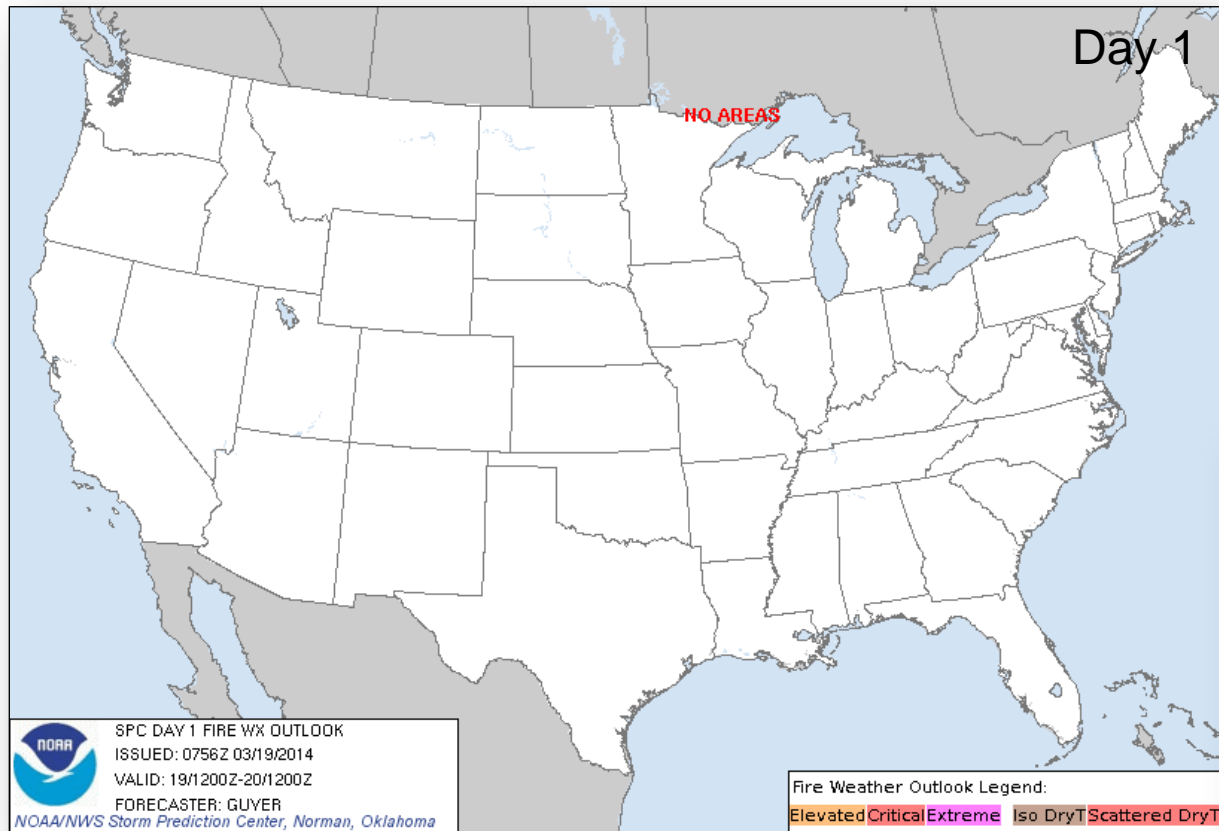 Day 1
NO AREAS
NOAA
SPC DAY 1 FIRE WX OUTLOOK
ISSUED: 0756Z 03/19/2014
VALID: 19/1200Z-20/1200Z
FORECASTER: GUYER
NOAA/NWS Storm Prediction Center, Norman, Oklahoma
Fire Weather Outlook Legend:
Elevated Critical Extreme Iso DryT Scattered DryT